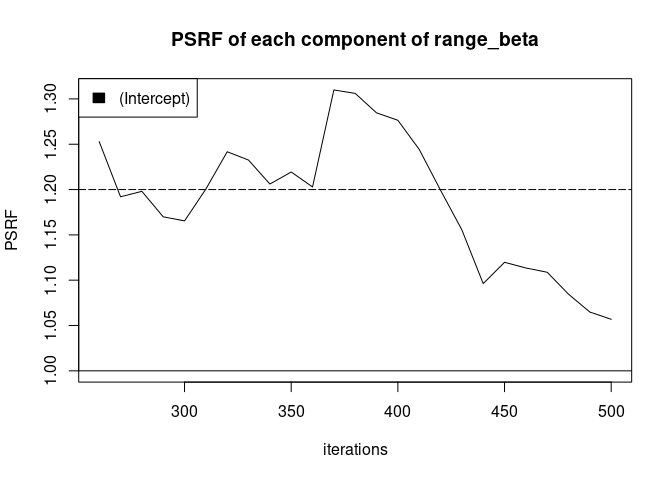 PSRF of each component of range_beta
(Intercept)
PSRF
1.30
1.25
1.20
1.15
1.10
1.05
1.00
300 350 400 450 500
iterations